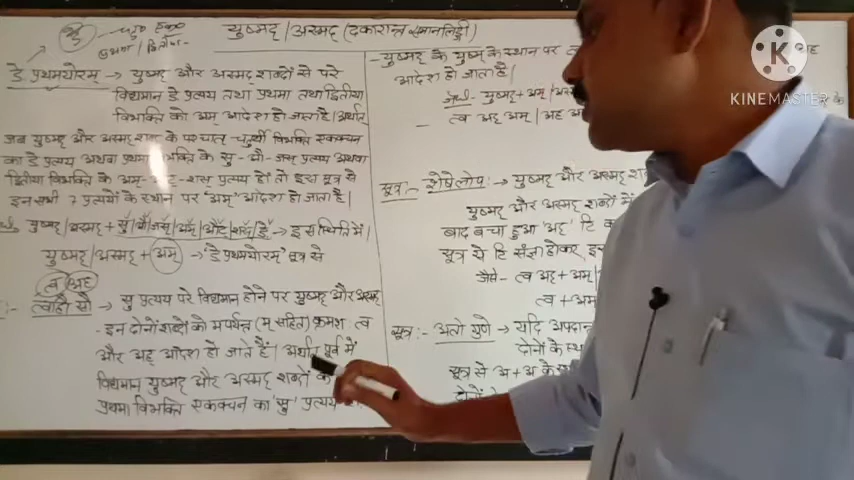 डे
प्रथमा / द्वितीया-
युष्मद् / अस्मद् (दकारान्त समानलिङ्गी)
ङे प्रथमयोरम् → युष्मद् और अस्मद् शब्दों से परे
विद्यमान ङे प्रत्यय तथा प्रथमा तथा द्वितीया
विभक्ति को अम् आदेश हो जाता है। अर्थात्
जब युष्मद् और अस्मद् शब्द के पश्चात् चतुर्थी विभक्ति एकवचन
का ङे प्रत्यय अथवा प्रथमा विभक्ति के सु-औ-जस् प्रत्यय अथवा
द्वितीया विभक्ति के अम्-औट्-शस् प्रत्यय हो तो इस सूत्र से
इन सभी 7 प्रत्ययों के स्थान पर 'अम्' आदेश हो जाता है।
युष्मद् / अस्मद् + सु / औ / जस् / अम् / औट् / शस् / ङे → इस स्थिति में।
युष्मद् / अस्मद् + अम् → 'ङे प्रथमयोरम्' सूत्र से
त्व अह
:- त्वाहौ सौ → सु प्रत्यय परे विद्यमान होने पर युष्मद् और अस्मद्
- इन दोनों शब्दों को मपर्यन्त (म् सहित) क्रमश त्व
और अह् आदेश हो जाते हैं। अर्थात् पूर्व में
विद्यमान युष्मद् और अस्मद् शब्दों के
प्रथमा विभक्ति एकवचन का 'सु' प्रत्यय
- युष्मद् के युष्म् के स्थान पर
आदेश हो जाता है।
जैसे- युष्मद् + अम्
त्व अद् अम् | अह अद्
सूत्र :- शेषेलोपः → युष्मद् और अस्मद्
युष्मद् और अस्मद् शब्दों में
बाद बचा हुआ 'अद्' टि
सूत्र से टि संज्ञा होकर
जैसे- त्व अद् + अम्
त्व + अम
सूत्र :- अतो गुणे → यदि अपदान्त
दोनों के स्थ
सूत्र से अ + अ के
KINEMASTER